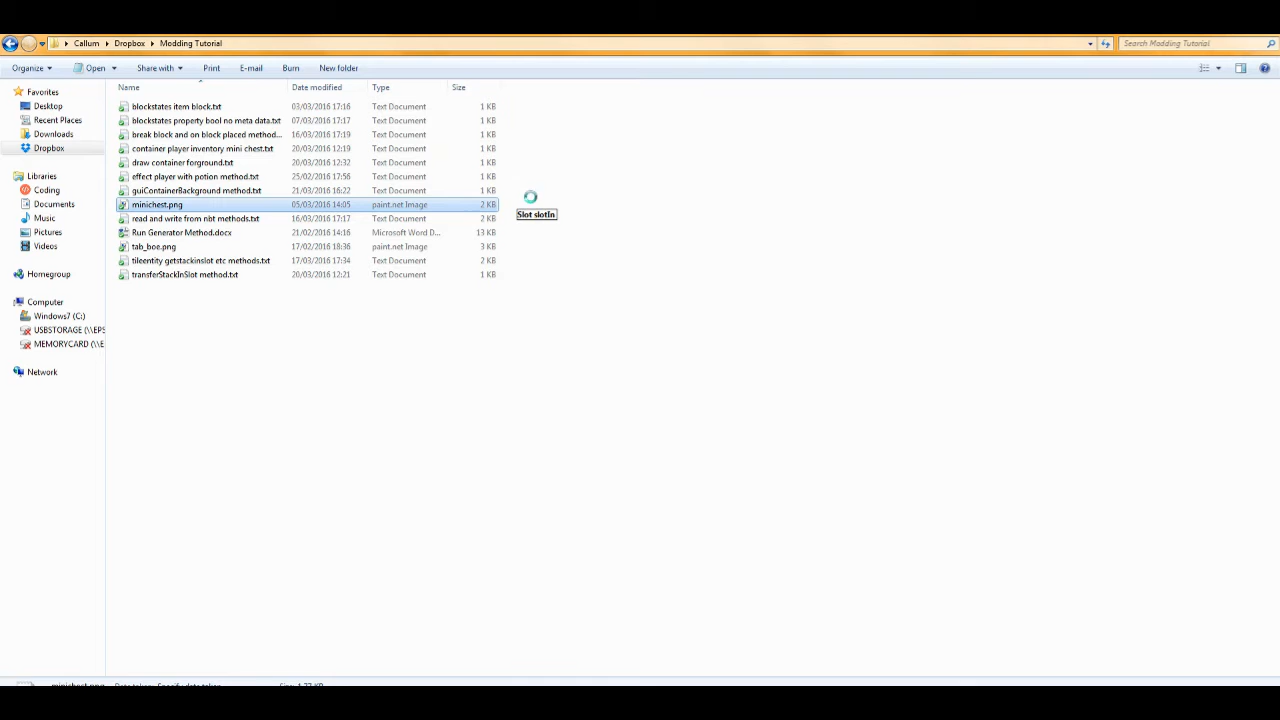 Callum Dropbox Modding Tutorial Search Modding Tutorial
Organize Open Share with Print E-mail Burn New folder
Name Date modified Type Size
Favorites
Desktop
Recent Places
Downloads
Dropbox
Libraries
Coding
Documents
Music
Pictures
Videos
Homegroup
Computer
Windows7 (C:)
USBSTORAGE (\\EPS
MEMORYCARD (\\E
Network
blockstates item block.txt 03/03/2016 17:16 Text Document 1 KB
blockstates property bool no meta data.txt 07/03/2016 17:17 Text Document 1 KB
break block and on block placed method... 16/03/2016 17:19 Text Document 1 KB
container player inventory mini chest.txt 20/03/2016 12:19 Text Document 1 KB
draw container forground.txt 20/03/2016 12:32 Text Document 1 KB
effect player with potion method.txt 25/02/2016 17:56 Text Document 1 KB
guiContainerBackground method.txt 21/03/2016 16:22 Text Document 1 KB
minichest.png 05/03/2016 14:05 paint.net Image 2 KB
read and write from nbt methods.txt 16/03/2016 17:17 Text Document 2 KB
Run Generator Method.docx 21/02/2016 14:16 Microsoft Word D... 13 KB
tab_boe.png 17/02/2016 18:36 paint.net Image 3 KB
tileentity getstackinslot etc methods.txt 17/03/2016 17:34 Text Document 2 KB
transferStackInSlot method.txt 20/03/2016 12:21 Text Document 1 KB
Slot slotIn